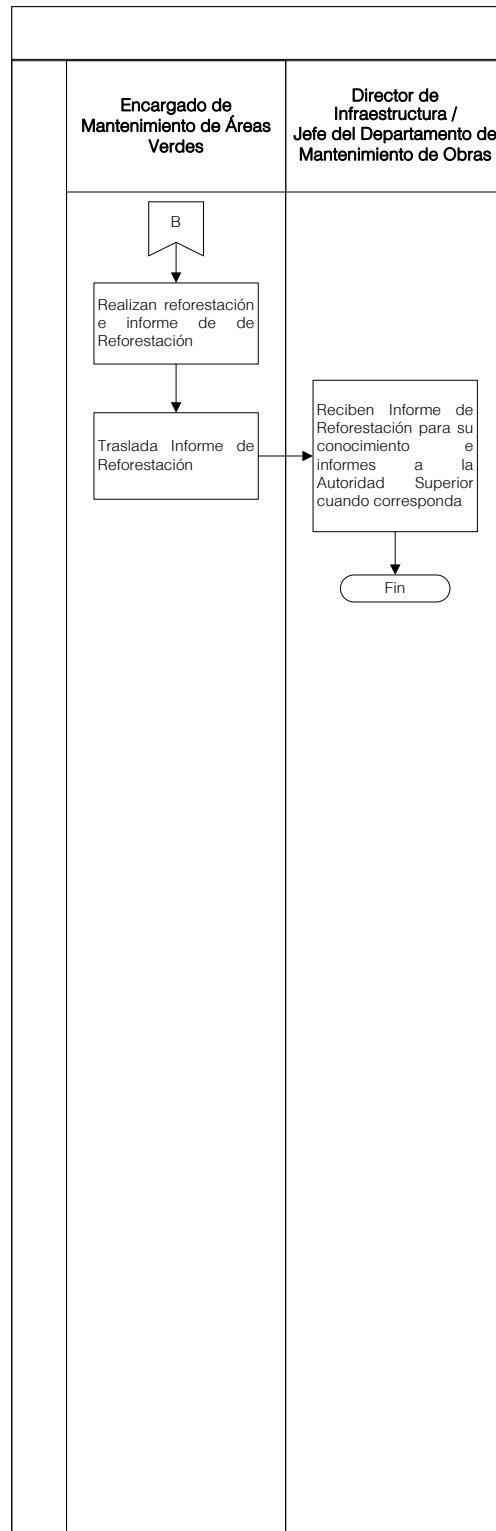 Encargado de
Mantenimiento de Áreas
Verdes
Director de
Infraestructura /
Jefe del Departamento de
Mantenimiento de Obras
B
Realizan reforestación
e informe de de
Reforestación
Traslada Informe de
Reforestación
Reciben Informe de
Reforestación para su
conocimiento e
informes a la
Autoridad Superior
cuando corresponda
Fin